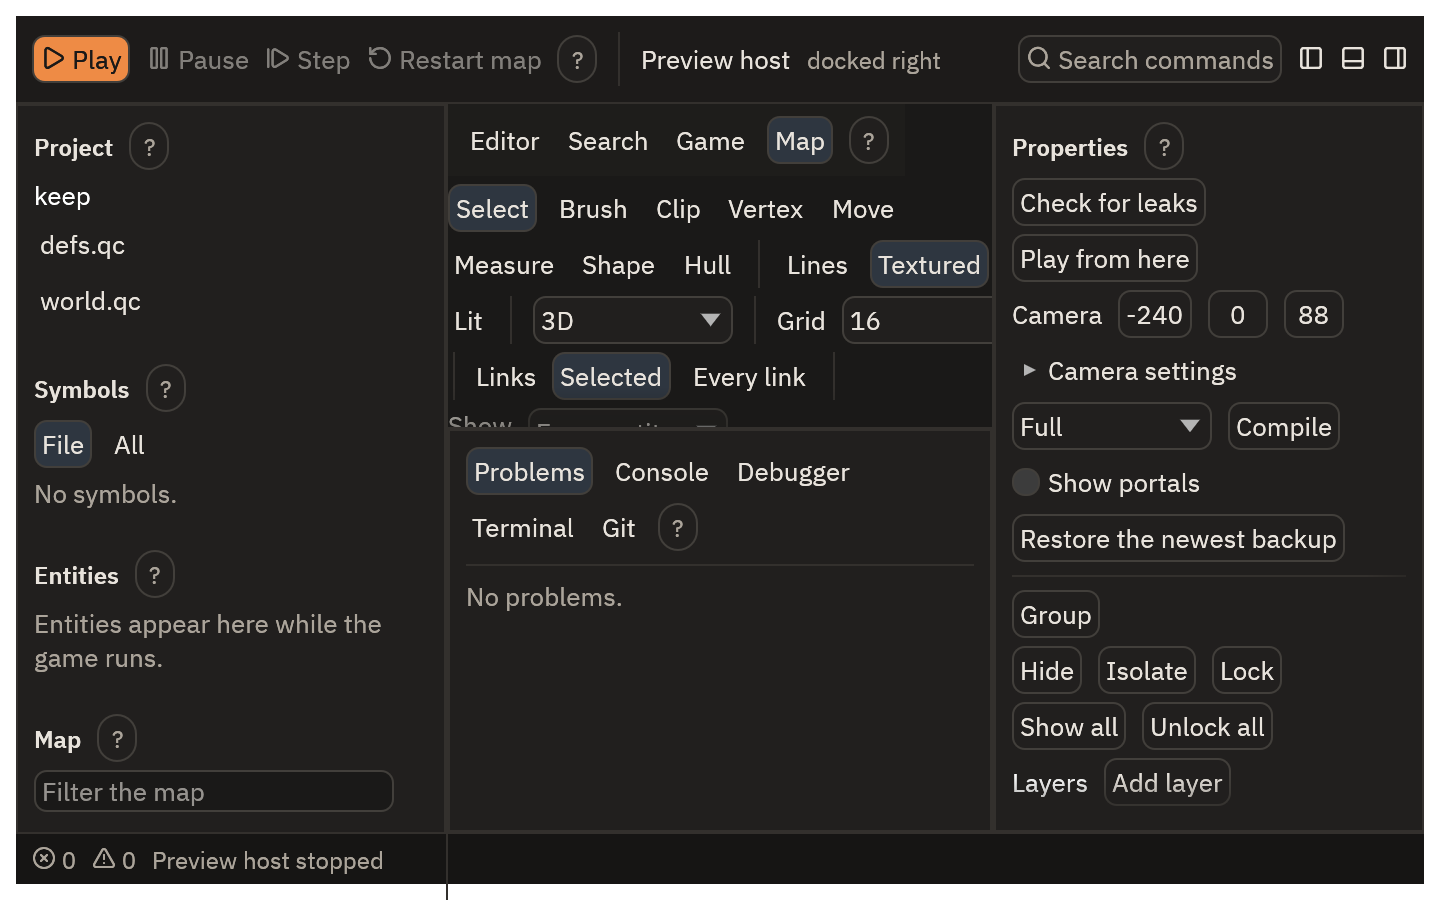 Play Pause Step Restart map ? Preview host docked right Search commands
Project ?
keep
defs.qc
world.qc
Symbols ?
File All
No symbols.
Entities ?
Entities appear here while the
game runs.
Map ?
Filter the map
Editor Search Game Map ?
Select Brush Clip Vertex Move
Measure Shape Hull Lines Textured
Lit 3D Grid 16
Links Selected Every link
Show
Problems Console Debugger
Terminal Git ?
No problems.
Properties ?
Check for leaks
Play from here
Camera -240 0 88
Camera settings
Full Compile
Show portals
Restore the newest backup
Group
Hide Isolate Lock
Show all Unlock all
Layers Add layer
0 0 Preview host stopped